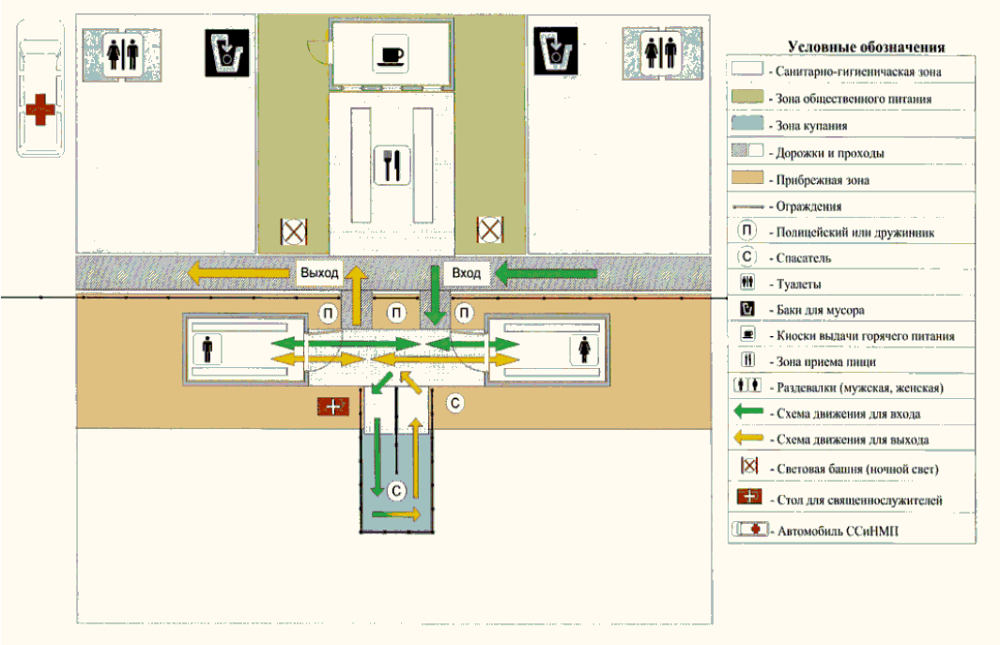 Условные обозначения
- Санитарно-гигиеничаская зона
- Зона общественного питания
- Зона купания
- Дорожки и проходы
- Прибрежная зона
- Ограждения
П - Полицейский или дружинник
С - Спасатель
- Туалеты
- Баки для мусора
- Киоски выдачи горячего питания
- Зона приема пищи
- Раздевалки (мужская, женская)
- Схема движения для входа
- Схема движения для выхода
- Световая башня (ночной свет)
- Стол для священнослужителей
- Автомобиль ССиНМП
Выход
Вход
П
П
П
С
С